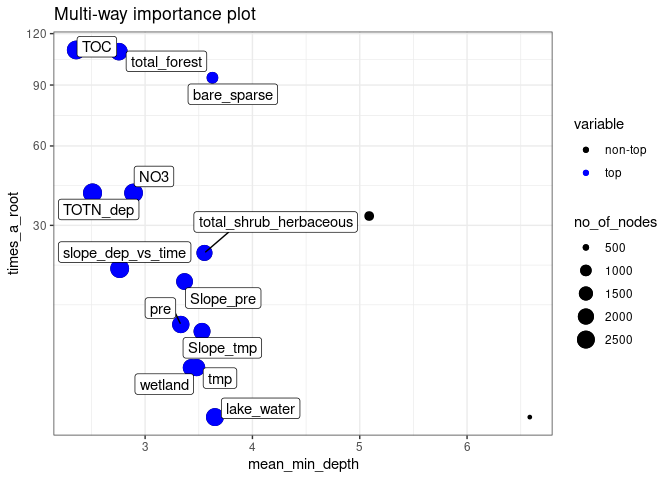 Multi-way importance plot
120
90
60
30
times_a_root
TOC
total_forest
bare_sparse
NO3
TOTN_dep
total_shrub_herbaceous
slope_dep_vs_time
Slope_pre
pre
Slope_tmp
wetland
tmp
lake_water
3
4
5
6
mean_min_depth
variable
non-top
top
no_of_nodes
500
1000
1500
2000
2500